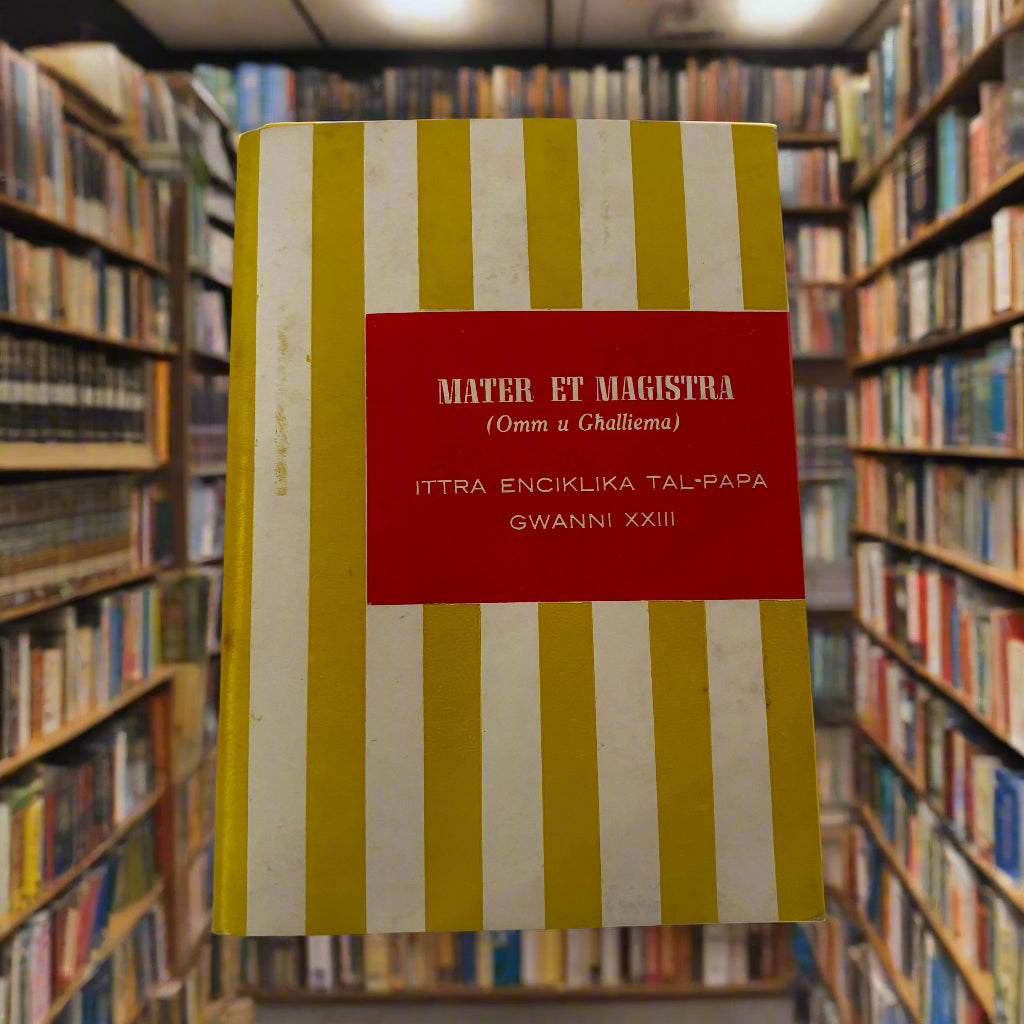 MATER ET MAGISTRA
(Omm u Għalliema)
ITTRA ENCIKLIKA TAL-PAPA
GWANNI XXIII